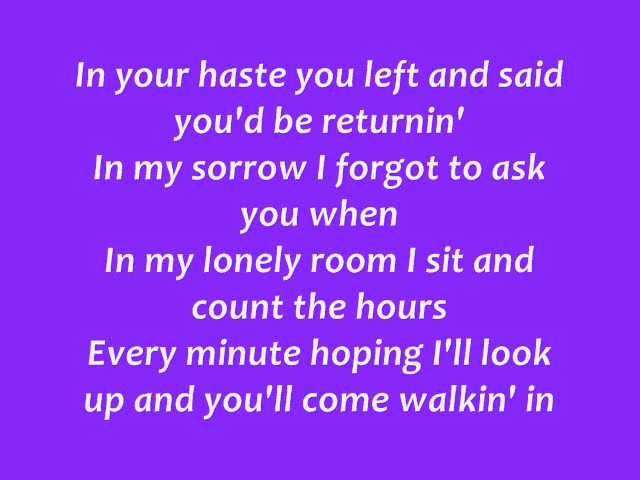 In your haste you left and said
you'd be returnin'
In my sorrow I forgot to ask
you when
In my lonely room I sit and
count the hours
Every minute hoping I'll look
up and you'll come walkin' in